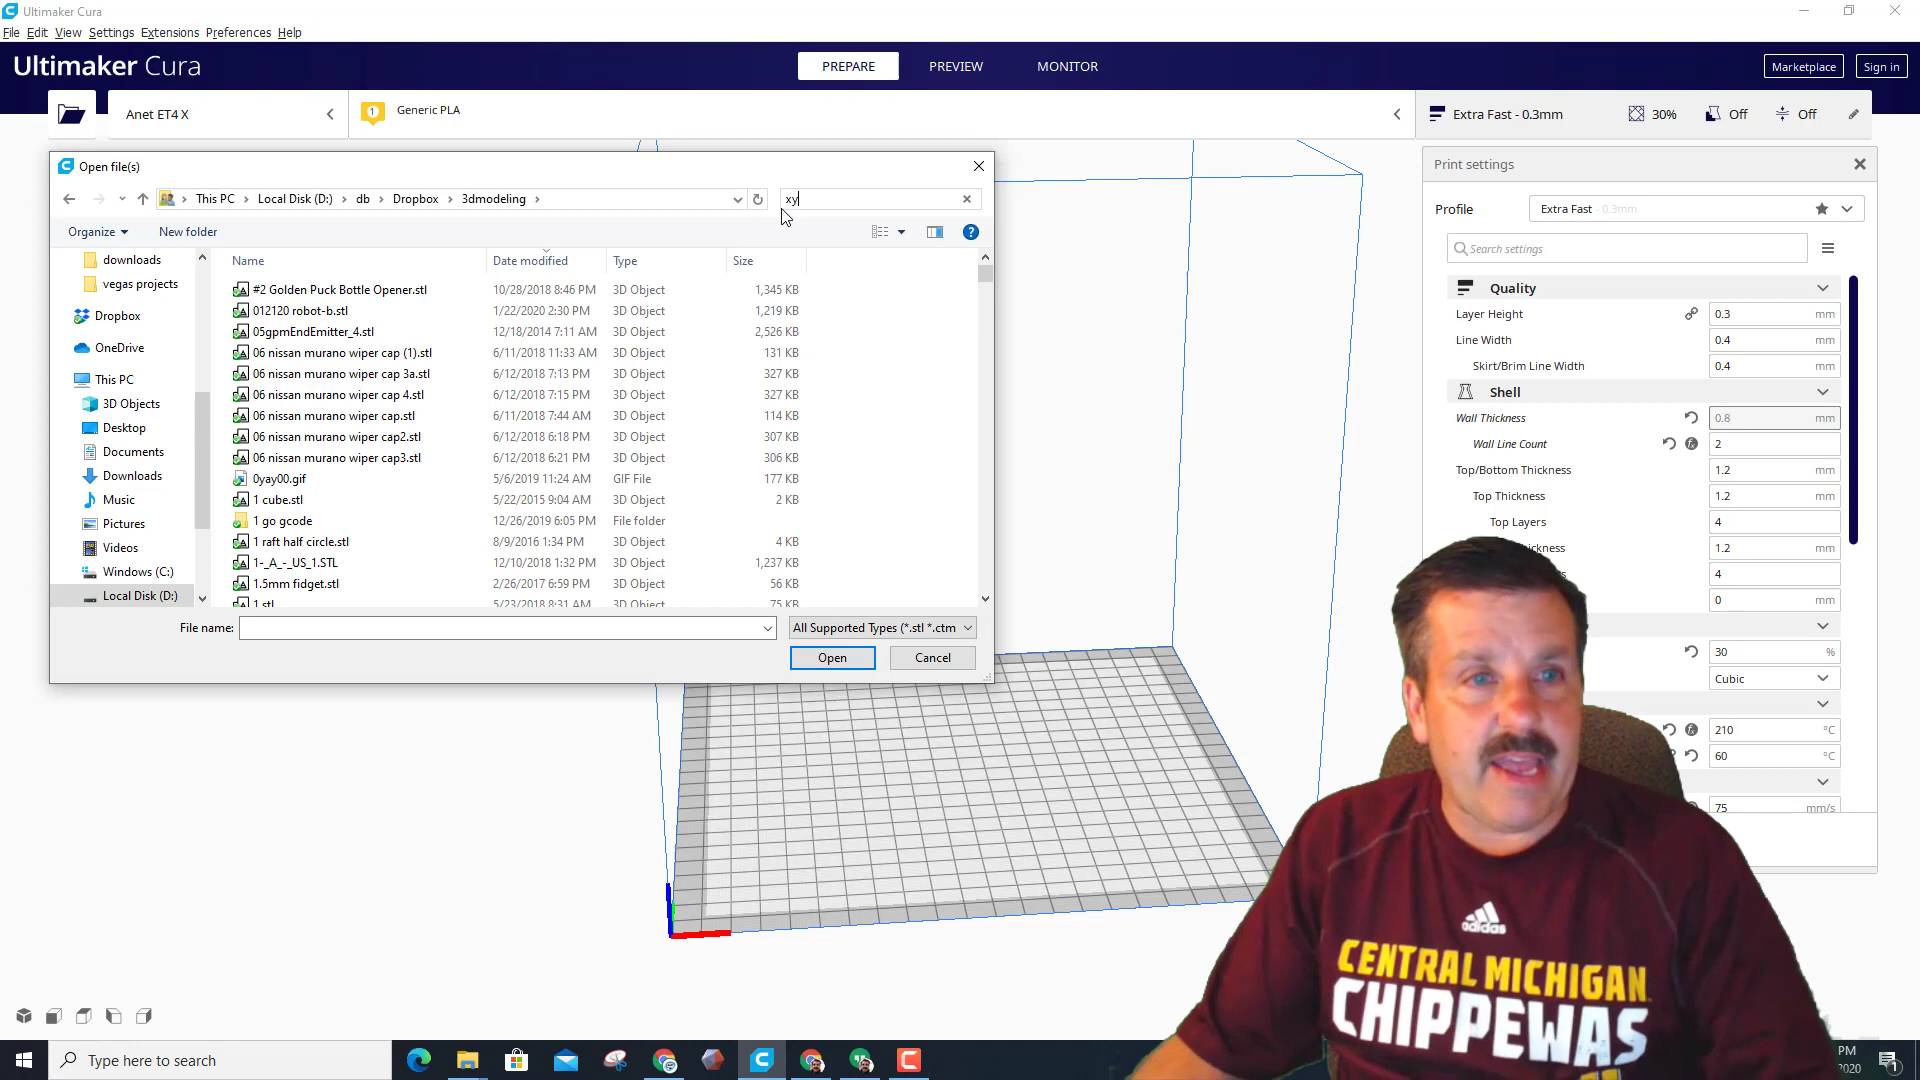 Ultimaker Cura
File Edit View Settings Extensions Preferences Help
Ultimaker Cura
PREPARE
PREVIEW
MONITOR
Marketplace
Sign in
Anet ET4 X
1
Generic PLA
Extra Fast - 0.3mm
30%
Off
Off
Open file(s)
This PC
Local Disk (D:)
db
Dropbox
3dmodeling
xy
Organize
New folder
downloads
vegas projects
Dropbox
OneDrive
This PC
3D Objects
Desktop
Documents
Downloads
Music
Pictures
Videos
Windows (C:)
Local Disk (D:)
Name Date modified Type Size
#2 Golden Puck Bottle Opener.stl 10/28/2018 8:46 PM 3D Object 1,345 KB
012120 robot-b.stl 1/22/2020 2:30 PM 3D Object 1,219 KB
05gpmEndEmitter_4.stl 12/18/2014 7:11 AM 3D Object 2,526 KB
06 nissan murano wiper cap (1).stl 6/11/2018 11:33 AM 3D Object 131 KB
06 nissan murano wiper cap 3a.stl 6/12/2018 7:13 PM 3D Object 327 KB
06 nissan murano wiper cap 4.stl 6/12/2018 7:15 PM 3D Object 327 KB
06 nissan murano wiper cap.stl 6/11/2018 7:44 AM 3D Object 114 KB
06 nissan murano wiper cap2.stl 6/12/2018 6:18 PM 3D Object 307 KB
06 nissan murano wiper cap3.stl 6/12/2018 6:21 PM 3D Object 306 KB
0yay00.gif 5/6/2019 11:24 AM GIF File 177 KB
1 cube.stl 5/22/2015 9:04 AM 3D Object 2 KB
1 go gcode 12/26/2019 6:05 PM File folder
1 raft half circle.stl 8/9/2016 1:34 PM 3D Object 4 KB
1-_A_-_US_1.STL 12/10/2018 1:32 PM 3D Object 1,237 KB
1.5mm fidget.stl 2/26/2017 6:59 PM 3D Object 56 KB
1.stl 5/23/2018 8:31 AM 3D Object 75 KB
File name:
All Supported Types (*.stl *.ctm
Open
Cancel
Print settings
Profile
Extra Fast - 0.3mm
Search settings
Quality
Layer Height 0.3 mm
Line Width 0.4 mm
Skirt/Brim Line Width 0.4 mm
Shell
Wall Thickness 0.8 mm
Wall Line Count 2
Top/Bottom Thickness 1.2 mm
Top Thickness 1.2 mm
Top Layers 4
ickness 1.2 mm
4
0 mm
30 %
Cubic
210 °C
60 °C
75 mm/s
adidas
CENTRAL MICHIGAN
CHIPPEWAS
Type here to search
PM
2020
1